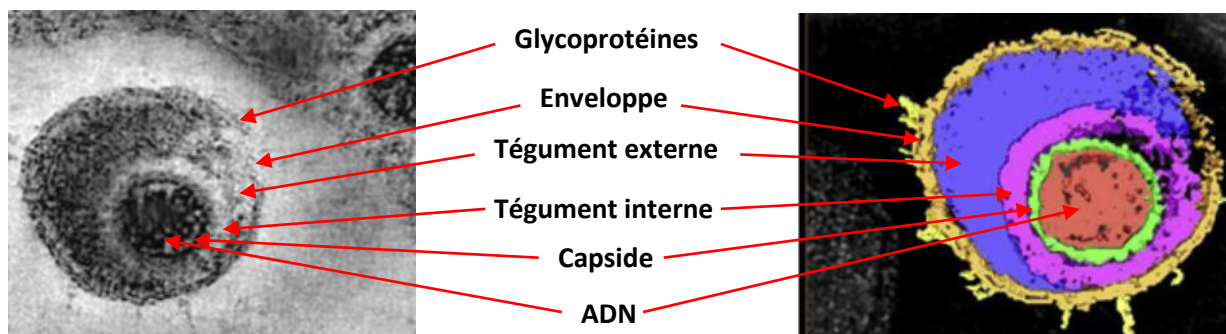 Glycoprotéines
Enveloppe
Tégument externe
Tégument interne
Capside
ADN